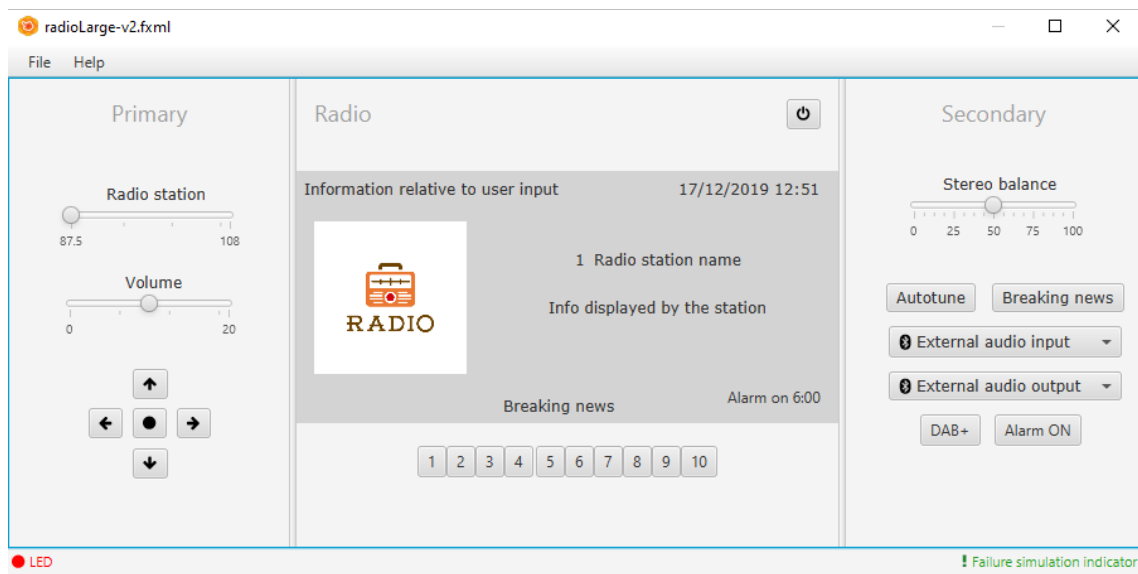 radioLarge-v2.fxml
File Help
Primary
Radio station
87.5 108
Volume
0 20
Radio
Information relative to user input 17/12/2019 12:51
RADIO
1 Radio station name
Info displayed by the station
Breaking news
Alarm on 6:00
1 2 3 4 5 6 7 8 9 10
Secondary
Stereo balance
0 25 50 75 100
Autotune Breaking news
External audio input
External audio output
DAB+ Alarm ON
LED
! Failure simulation indicator